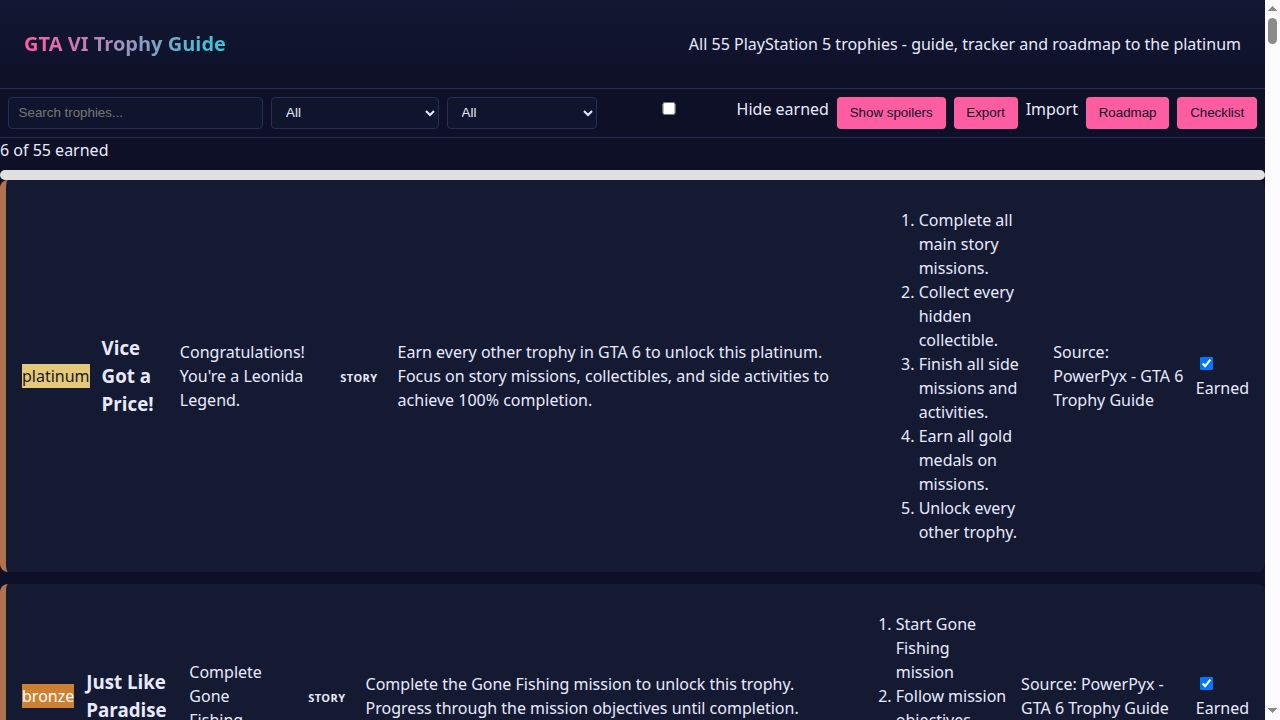 GTA VI Trophy Guide
All 55 PlayStation 5 trophies - guide, tracker and roadmap to the platinum
Search trophies...
All
All
Hide earned
Show spoilers
Export
Import
Roadmap
Checklist
6 of 55 earned
platinum
Vice
Got a
Price!
Congratulations!
You're a Leonida
Legend.
STORY
Earn every other trophy in GTA 6 to unlock this platinum.
Focus on story missions, collectibles, and side activities to
achieve 100% completion.
1. Complete all
main story
missions.
2. Collect every
hidden
collectible.
3. Finish all side
missions and
activities.
4. Earn all gold
medals on
missions.
5. Unlock every
other trophy.
Source:
PowerPyx - GTA 6
Trophy Guide
Earned
bronze
Just Like
Paradise
Complete
Gone
Fishing
STORY
Complete the Gone Fishing mission to unlock this trophy.
Progress through the mission objectives until completion.
1. Start Gone
Fishing
mission
2. Follow mission
objectives
Source: PowerPyx -
GTA 6 Trophy Guide
Earned